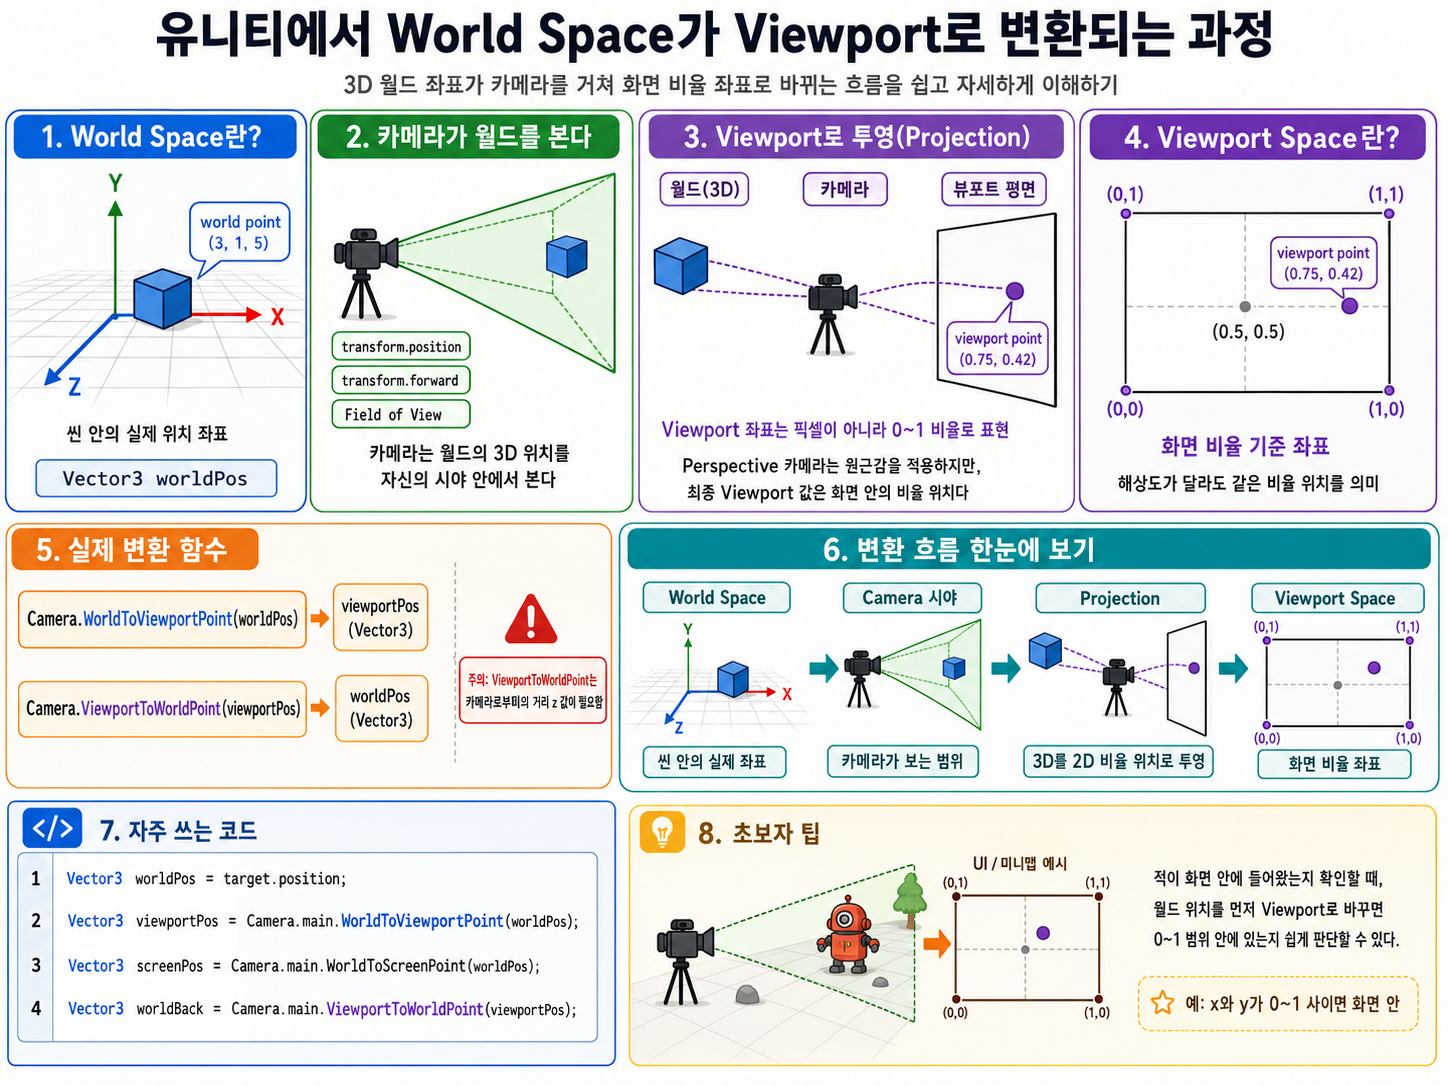 유니티에서 World Space가 Viewport로 변환되는 과정
3D 월드 좌표가 카메라를 거쳐 화면 비율 좌표로 바뀌는 흐름을 쉽고 자세하게 이해하기
1. World Space란?
Y
world point
(3, 1, 5)
X
Z
씬 안의 실제 위치 좌표
Vector3 worldPos
2. 카메라가 월드를 본다
transform.position
transform.forward
Field of View
카메라는 월드의 3D 위치를
자신의 시야 안에서 본다
3. Viewport로 투영(Projection)
월드(3D)
카메라
뷰포트 평면
viewport point
(0.75, 0.42)
Viewport 좌표는 픽셀이 아니라 0~1 비율로 표현
Perspective 카메라는 원근감을 적용하지만,
최종 Viewport 값은 화면 안의 비율 위치다
4. Viewport Space란?
(0,1)
(1,1)
viewport point
(0.75, 0.42)
(0.5, 0.5)
(0,0)
(1,0)
화면 비율 기준 좌표
해상도가 달라도 같은 비율 위치를 의미
5. 실제 변환 함수
Camera.WorldToViewportPoint(worldPos)
viewportPos
(Vector3)
Camera.ViewportToWorldPoint(viewportPos)
worldPos
(Vector3)
주의: ViewportToWorldPoint는
카메라로부터의 거리 z 값이 필요함
6. 변환 흐름 한눈에 보기
World Space
Y
X
Z
씬 안의 실제 좌표
Camera 시야
카메라가 보는 범위
Projection
3D를 2D 비율 위치로 투영
Viewport Space
(0,1)
(1,1)
(0,0)
(1,0)
화면 비율 좌표
</> 7. 자주 쓰는 코드
1 Vector3 worldPos = target.position;
2 Vector3 viewportPos = Camera.main.WorldToViewportPoint(worldPos);
3 Vector3 screenPos = Camera.main.WorldToScreenPoint(worldPos);
4 Vector3 worldBack = Camera.main.ViewportToWorldPoint(viewportPos);
8. 초보자 팁
UI / 미니맵 예시
(0,1)
(1,1)
(0,0)
(1,0)
적이 화면 안에 들어왔는지 확인할 때,
월드 위치를 먼저 Viewport로 바꾸면
0~1 범위 안에 있는지 쉽게 판단할 수 있다.
예: x와 y가 0~1 사이면 화면 안